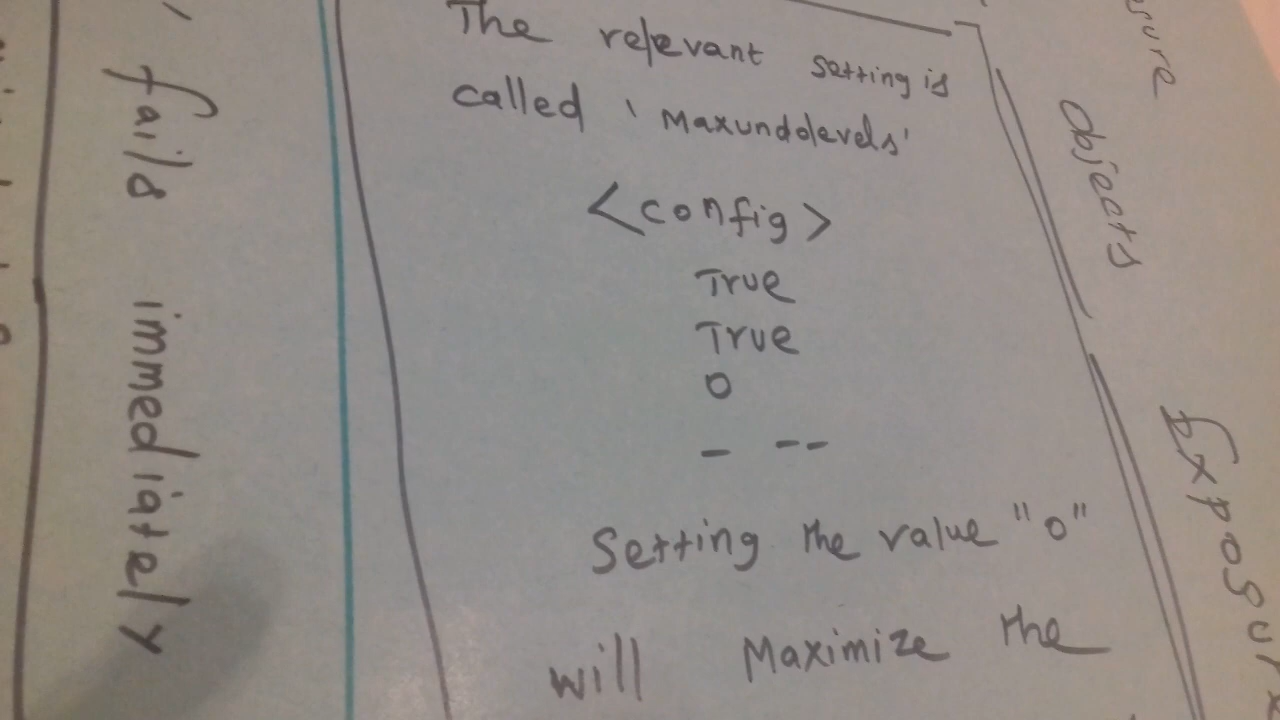 The relevant setting is
called 'Maxundolevels'
<config>
True
True
0
- --
Setting the value "0"
will Maximize the
fails immediately
objects
Exposur